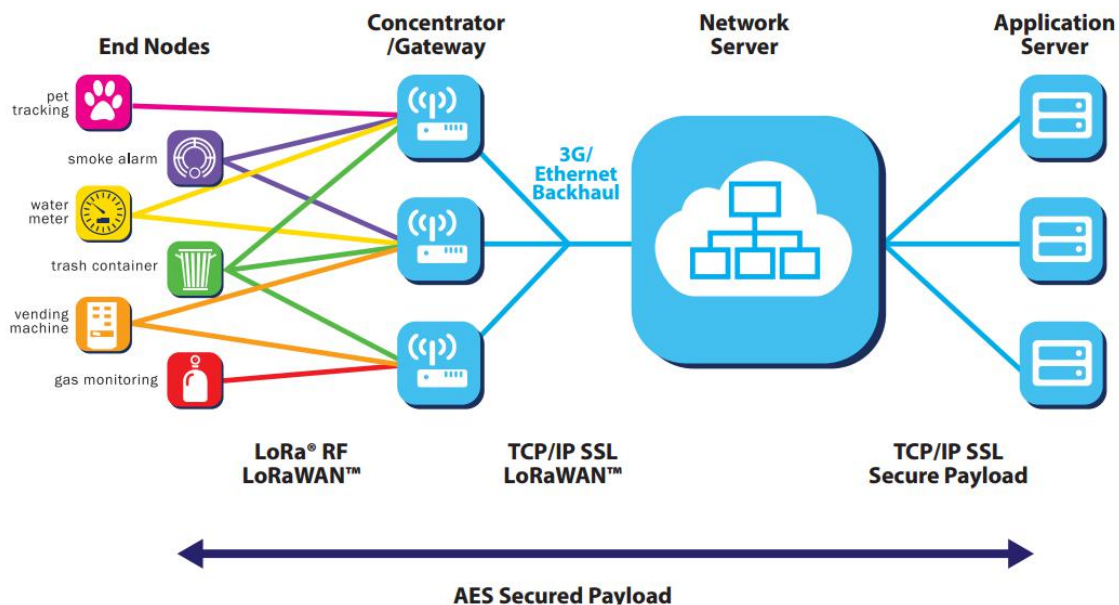 End Nodes
Concentrator
/Gateway
Network
Server
Application
Server
pet
tracking
smoke alarm
water
meter
trash container
vending
machine
gas monitoring
3G/
Ethernet
Backhaul
LoRa® RF
LoRaWAN™
TCP/IP SSL
LoRaWAN™
TCP/IP SSL
Secure Payload
AES Secured Payload